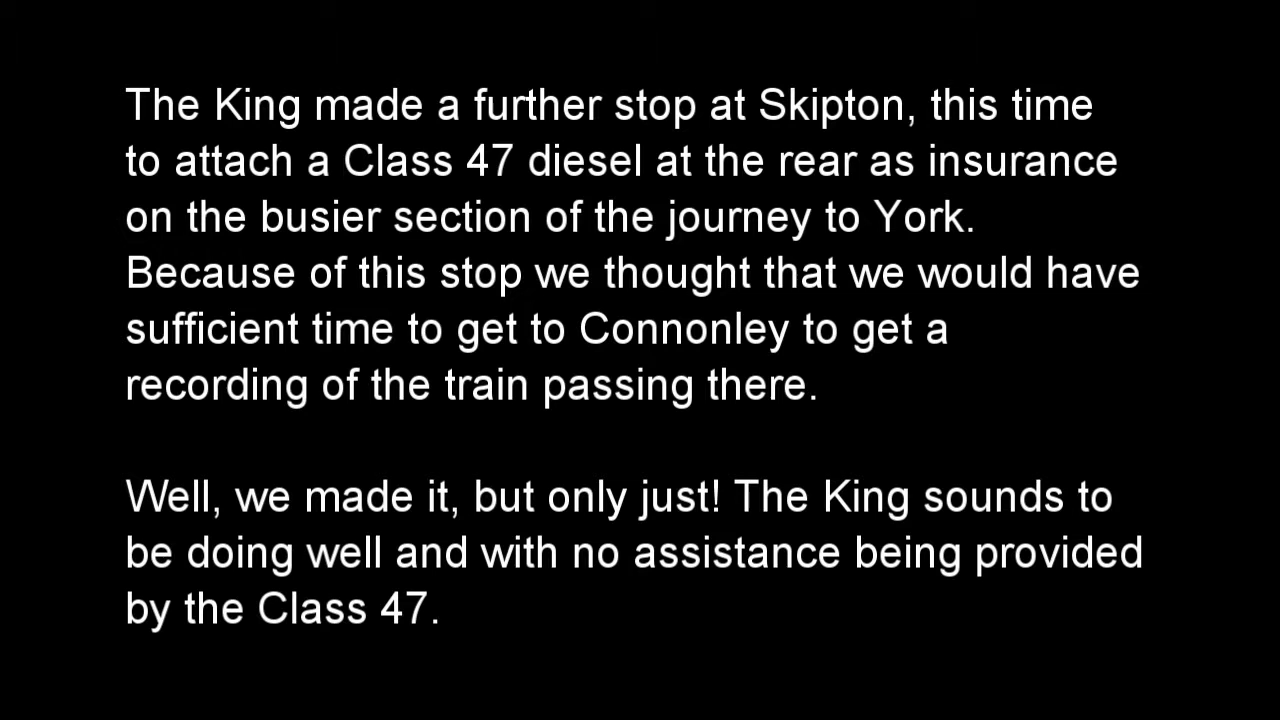 The King made a further stop at Skipton, this time
to attach a Class 47 diesel at the rear as insurance
on the busier section of the journey to York.
Because of this stop we thought that we would have
sufficient time to get to Connonley to get a
recording of the train passing there.
Well, we made it, but only just! The King sounds to
be doing well and with no assistance being provided
by the Class 47.